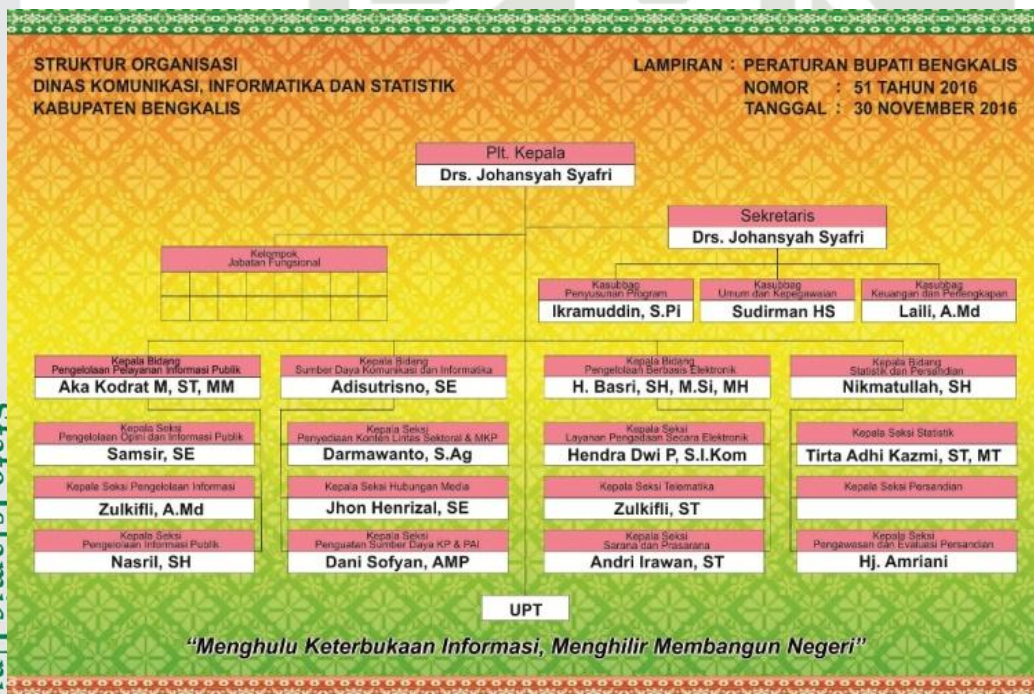 STRUKTUR ORGANISASI
DINAS KOMUNIKASI, INFORMATIKA DAN STATISTIK
KABUPATEN BENGKALIS
LAMPIRAN : PERATURAN BUPATI BENGKALIS
NOMOR : 51 TAHUN 2016
TANGGAL : 30 NOVEMBER 2016
Plt. Kepala
Drs. Johansyah Syafri
Sekretaris
Drs. Johansyah Syafri
Kelompok
Jabatan Fungsional
Kasubbag
Penyusunan Program
Ikramuddin, S.Pi
Kasubbag
Umum dan Kepegawaian
Sudirman HS
Kasubbag
Keuangan dan Perlengkapan
Laili, A.Md
Kepala Bidang
Pengelolaan Pelayanan Informasi Publik
Aka Kodrat M, ST, MM
Kepala Bidang
Sumber Daya Komunikasi dan Informatika
Adisutrisno, SE
Kepala Bidang
Pengelolaan Berbasis Elektronik
H. Basri, SH, M.Si, MH
Kepala Bidang
Statistik dan Persandian
Nikmatullah, SH
Kepala Seksi
Pengelolaan Opini dan Informasi Publik
Samsir, SE
Kepala Seksi
Penyediaan Konten Lintas Sektoral & MKP
Darmawanto, S.Ag
Kepala Seksi
Layanan Pengadaan Secara Elektronik
Hendra Dwi P, S.I.Kom
Kepala Seksi Statistik
Tirta Adhi Kazmi, ST, MT
Kepala Seksi Pengelolaan Informasi
Zulkifli, A.Md
Kepala Seksi Hubungan Media
Jhon Henrizal, SE
Kepala Seksi Telematika
Zulkifli, ST
Kepala Seksi Persandian
Kepala Seksi
Pengelolaan Informasi Publik
Nasril, SH
Kepala Seksi
Penguatan Sumber Daya KP & PAI
Dani Sofyan, AMP
Kepala Seksi
Sarana dan Prasarana
Andri Irawan, ST
Kepala Seksi
Pengawasan dan Evaluasi Persandian
Hj. Amriani
UPT
“Menghulu Keterbukaan Informasi, Menghilir Membangun Negeri”